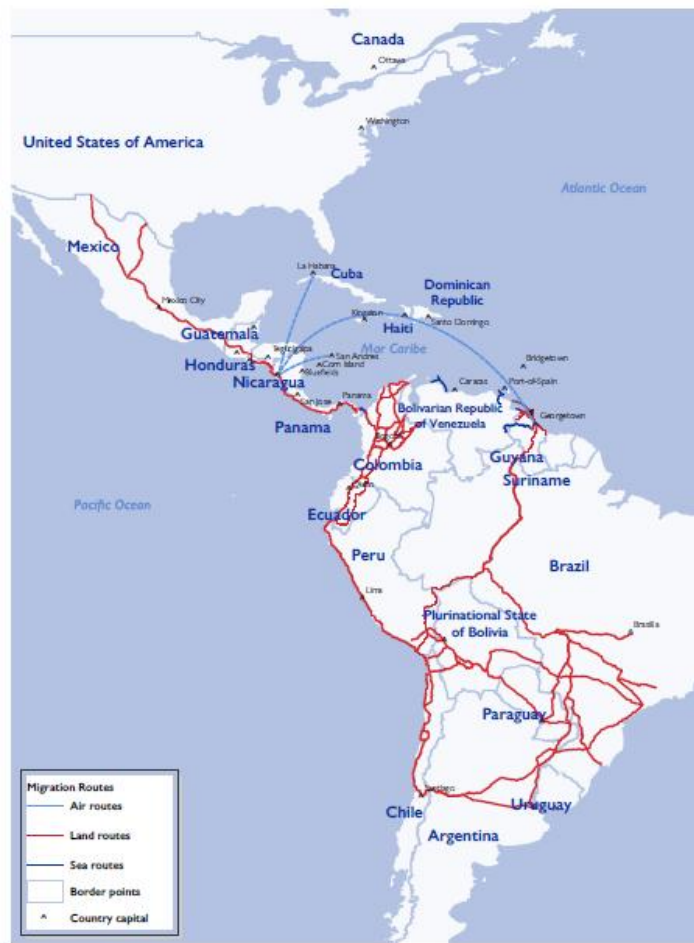 Canada
Ottawa
Washington
United States of America
Atlantic Ocean
Mexico
La Habana
Cuba
Dominican
Republic
Mexico City
Kingston
Haiti
Santo Domingo
Guatemala
Mar Caribe
Tegucigalpa
San Andres
Corn Island
Bluefields
Honduras
Nicaragua
Bridgetown
Caracas
Port-of-Spain
San Jose
Panama
Georgetown
Bolivarian Republic
of Venezuela
Panama
Bogota
Colombia
Guyana
Suriname
Quito
Pacific Ocean
Ecuador
Peru
Brazil
Lima
Plurinational State
of Bolivia
Brasilia
Paraguay
Santiago
Chile
Uruguay
Argentina
Migration Routes
Air routes
Land routes
Sea routes
Border points
Country capital